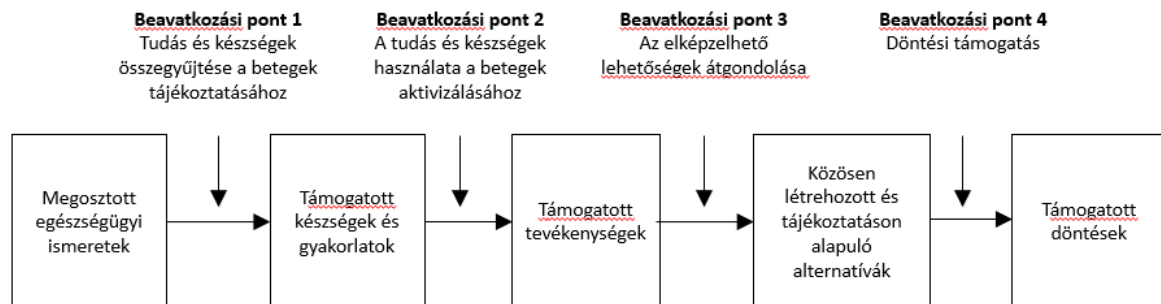 Beavatkozási pont 1
Tudás és készségek
összegyűjtése a betegek
tájékoztatásához
Beavatkozási pont 2
A tudás és készségek
használata a betegek
aktivizálásához
Beavatkozási pont 3
Az elképzelhető
lehetőségek átgondolása
Beavatkozási pont 4
Döntési támogatás
Megosztott
egészségügyi
ismeretek
Támogatott
készségek és
gyakorlatok
Támogatott
tevékenységek
Közösen
létrehozott és
tájékoztatáson
alapuló
alternatívák
Támogatott
döntések